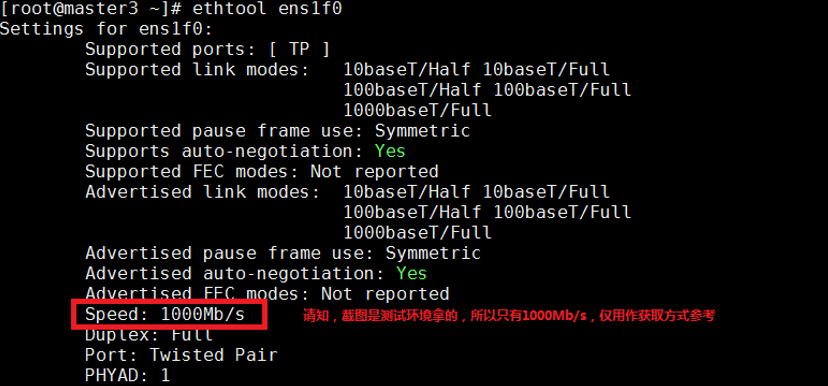 [root@master3 ~]# ethtool ens1f0
Settings for ens1f0:
Supported ports: [ TP ]
Supported link modes:   10baseT/Half 10baseT/Full
100baseT/Half 100baseT/Full
1000baseT/Full
Supported pause frame use: Symmetric
Supports auto-negotiation: Yes
Supported FEC modes: Not reported
Advertised link modes:  10baseT/Half 10baseT/Full
100baseT/Half 100baseT/Full
1000baseT/Full
Advertised pause frame use: Symmetric
Advertised auto-negotiation: Yes
Advertised FEC modes: Not reported
Speed: 1000Mb/s
请知，截图是测试环境拿的，所以只有1000Mb/s，仅用作获取方式参考
Duplex: Full
Port: Twisted Pair
PHYAD: 1